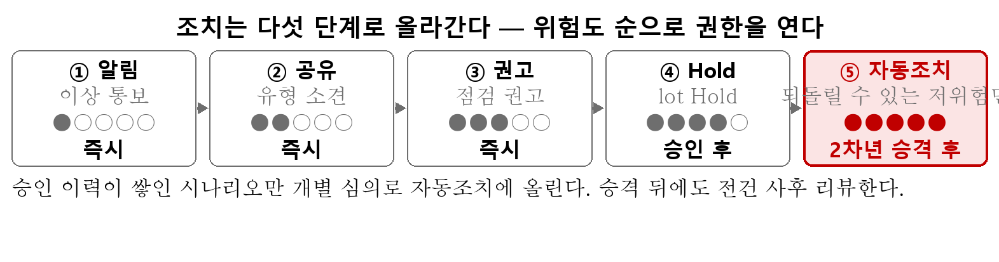 조치는 다섯 단계로 올라간다 — 위험도 순으로 권한을 연다
① 알림
이상 통보
●○○○○
즉시
② 공유
유형 소견
●●○○○
즉시
③ 권고
점검 권고
●●●○○
즉시
④ Hold
lot Hold
●●●●○
승인 후
⑤ 자동조치
되돌릴 수 있는 저위험만
●●●●●
2차년 승격 후
승인 이력이 쌓인 시나리오만 개별 심의로 자동조치에 올린다. 승격 뒤에도 전건 사후 리뷰한다.